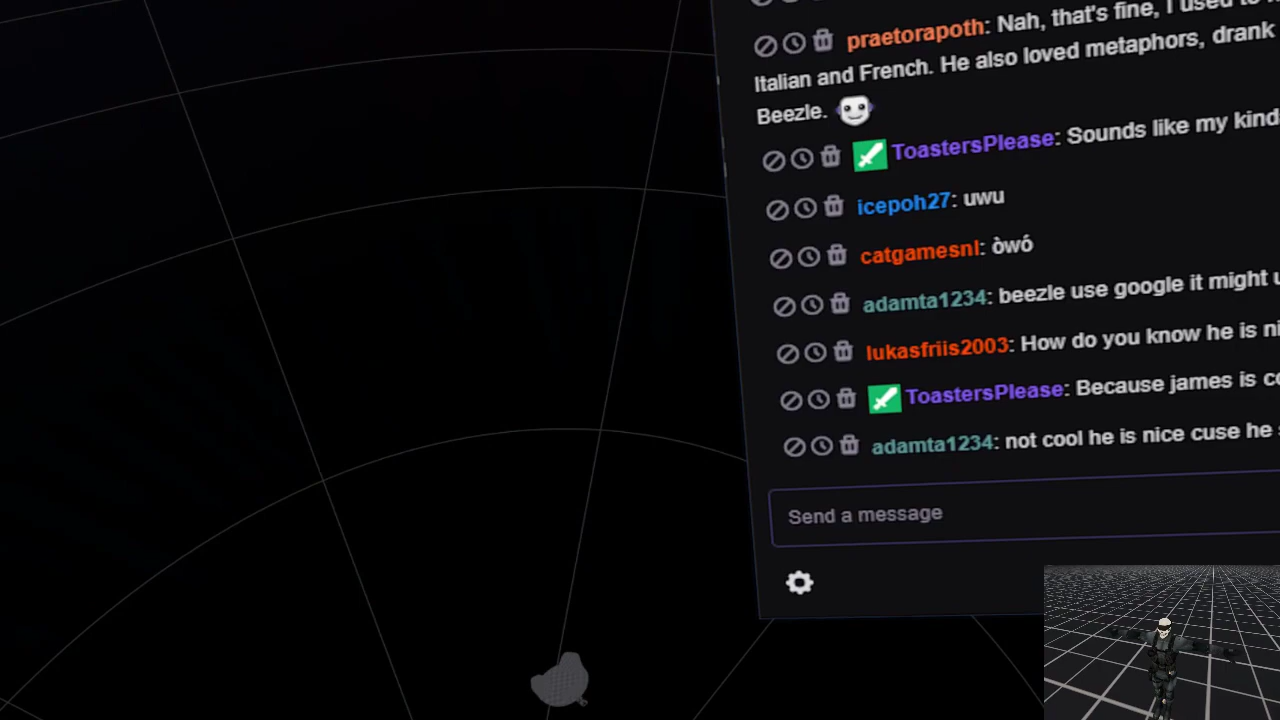 praetorapoth: Nah, that's fine, I used to
Italian and French. He also loved metaphors, drank
Beezle.
ToastersPlease: Sounds like my kind
icepoh27: uwu
catgamesnl: òwó
adamta1234: beezle use google it might
lukasfriis2003: How do you know he is
ToastersPlease: Because james is
adamta1234: not cool he is nice cuse he
Send a message